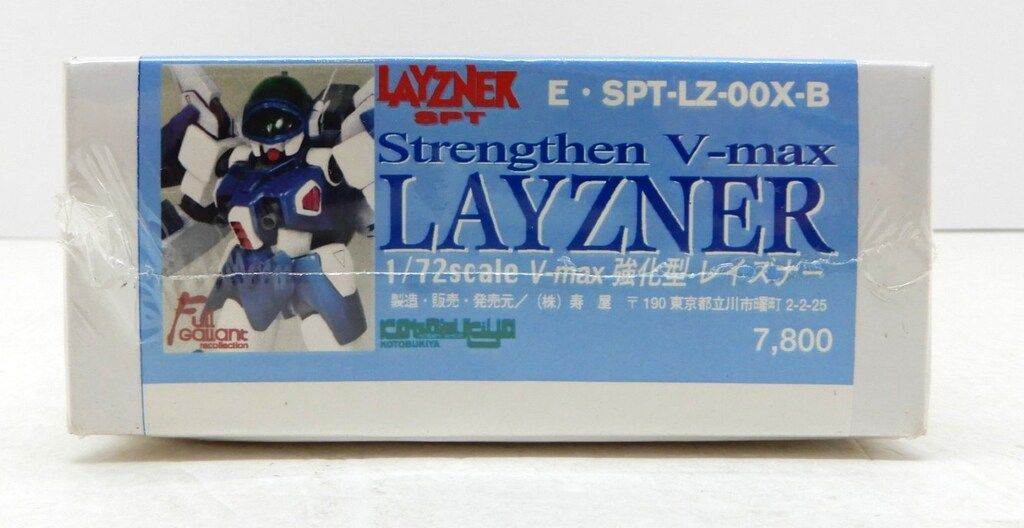 LAYZNER
SPT
E・SPT-LZ-00X-B
Strengthen V-max
LAYZNER
1/72scale V-max 強化型 レイズナー
製造・販売・発売元／(株) 寿 屋 〒190 東京都立川市曙町 2-2-25
Kotobukiya
KOTOBUKIYA
7,800
Full
Galiant
recollection